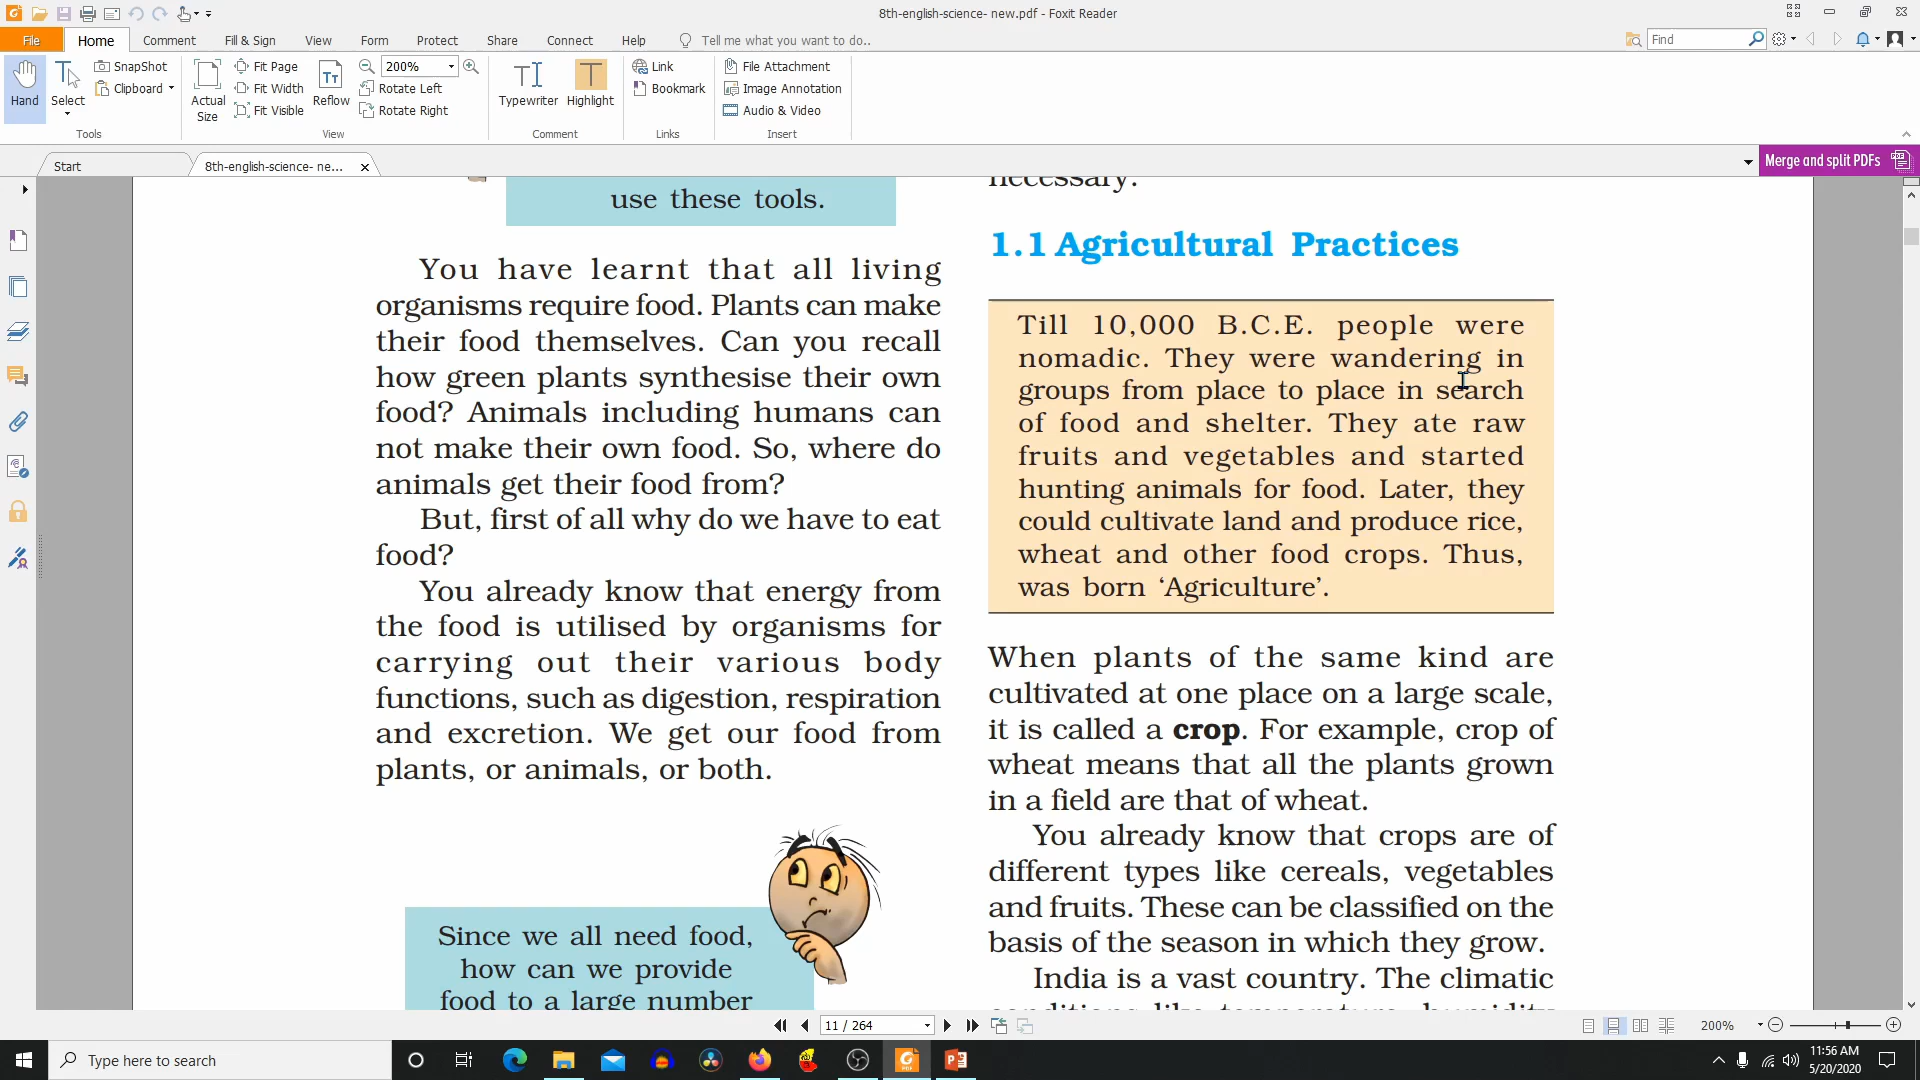 8th-english-science- new.pdf - Foxit Reader
File Home Comment Fill & Sign View Form Protect Share Connect Help Tell me what you want to do.. Find
Hand
Select
SnapShot
Clipboard
Tools
Actual
Size
Fit Page
Fit Width
Fit Visible
Reflow
200%
Rotate Left
Rotate Right
View
Typewriter
Highlight
Comment
Link
Bookmark
Links
File Attachment
Image Annotation
Audio & Video
Insert
Start
8th-english-science- ne...
Merge and split PDFs
use these tools.
You have learnt that all living
organisms require food. Plants can make
their food themselves. Can you recall
how green plants synthesise their own
food? Animals including humans can
not make their own food. So, where do
animals get their food from?
But, first of all why do we have to eat
food?
You already know that energy from
the food is utilised by organisms for
carrying out their various body
functions, such as digestion, respiration
and excretion. We get our food from
plants, or animals, or both.
Since we all need food,
how can we provide
food to a large number
necessary.
1.1 Agricultural Practices
Till 10,000 B.C.E. people were
nomadic. They were wandering in
groups from place to place in search
of food and shelter. They ate raw
fruits and vegetables and started
hunting animals for food. Later, they
could cultivate land and produce rice,
wheat and other food crops. Thus,
was born ‘Agriculture’.
When plants of the same kind are
cultivated at one place on a large scale,
it is called a crop. For example, crop of
wheat means that all the plants grown
in a field are that of wheat.
You already know that crops are of
different types like cereals, vegetables
and fruits. These can be classified on the
basis of the season in which they grow.
India is a vast country. The climatic
conditions like temperature, humidity
11 / 264
200%
Type here to search
11:56 AM
5/20/2020